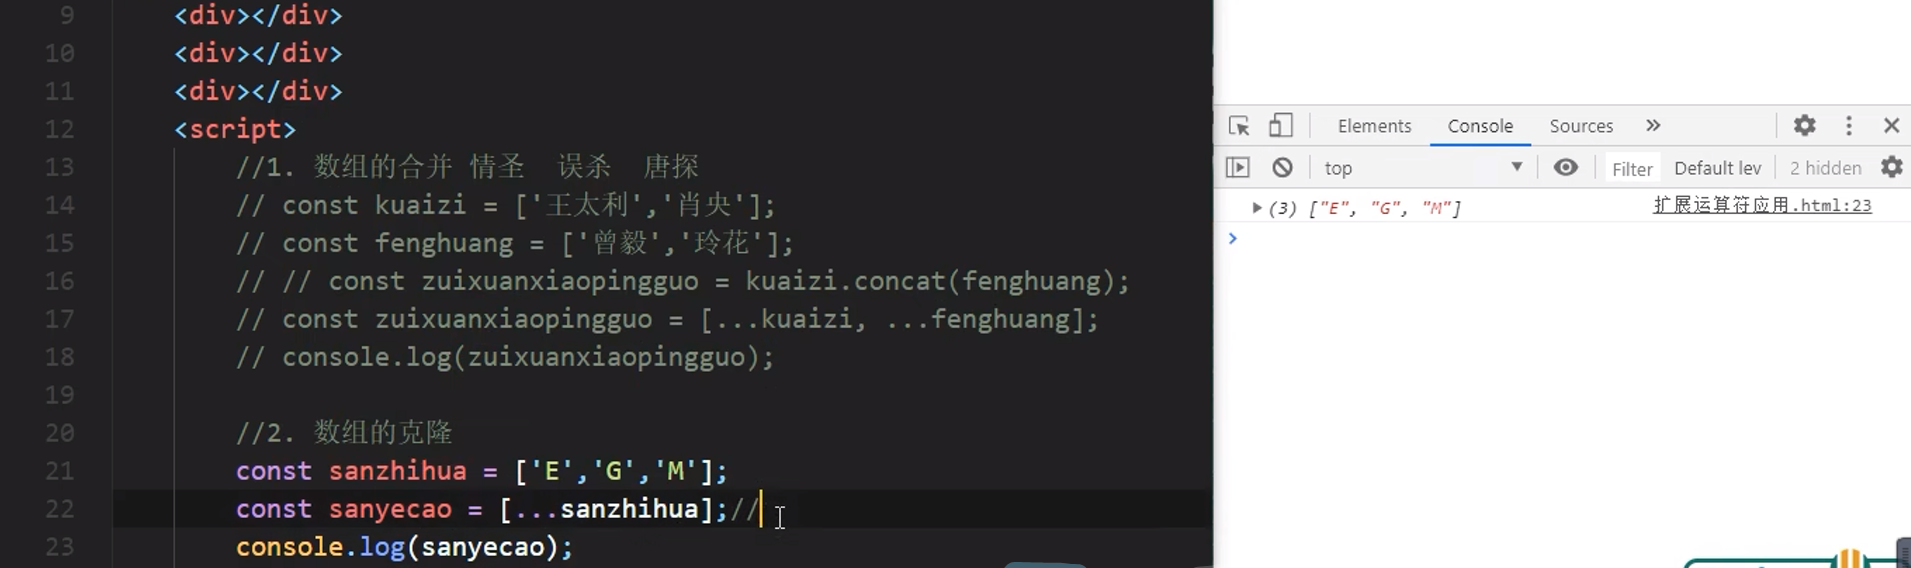 9 <div></div>
10 <div></div>
11 <div></div>
12 <script>
13 //1. 数组的合并 情圣  误杀  唐探
14 // const kuaizi = ['王太利','肖央'];
15 // const fenghuang = ['曾毅','玲花'];
16 // // const zuixuanxiaopingguo = kuaizi.concat(fenghuang);
17 // const zuixuanxiaopingguo = [...kuaizi, ...fenghuang];
18 // console.log(zuixuanxiaopingguo);
19
20 //2. 数组的克隆
21 const sanzhihua = ['E','G','M'];
22 const sanyecao = [...sanzhihua];//
23 console.log(sanyecao);
Elements Console Sources »
top Filter Default lev 2 hidden
(3) ["E", "G", "M"] 扩展运算符应用.html:23